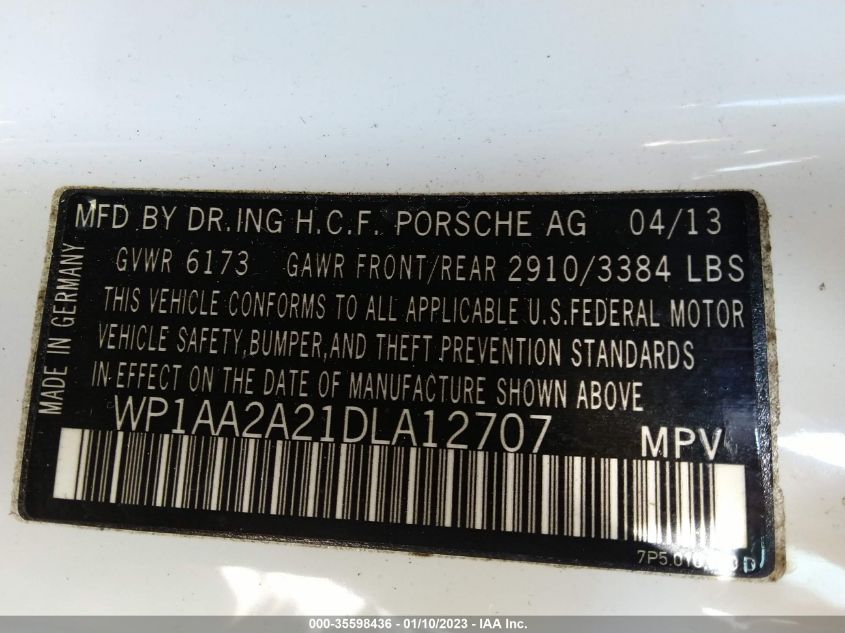 MFD BY DR.ING H.C.F. PORSCHE AG 04/13
GVWR 6173 GAWR FRONT/REAR 2910/3384 LBS
THIS VEHICLE CONFORMS TO ALL APPLICABLE U.S.FEDERAL MOTOR
VEHICLE SAFETY,BUMPER,AND THEFT PREVENTION STANDARDS
IN EFFECT ON THE DATE OF MANUFACTURE SHOWN ABOVE
WP1AA2A21DLA12707 MPV
MADE IN GERMANY
000-35598436 - 01/10/2023 - IAA Inc.